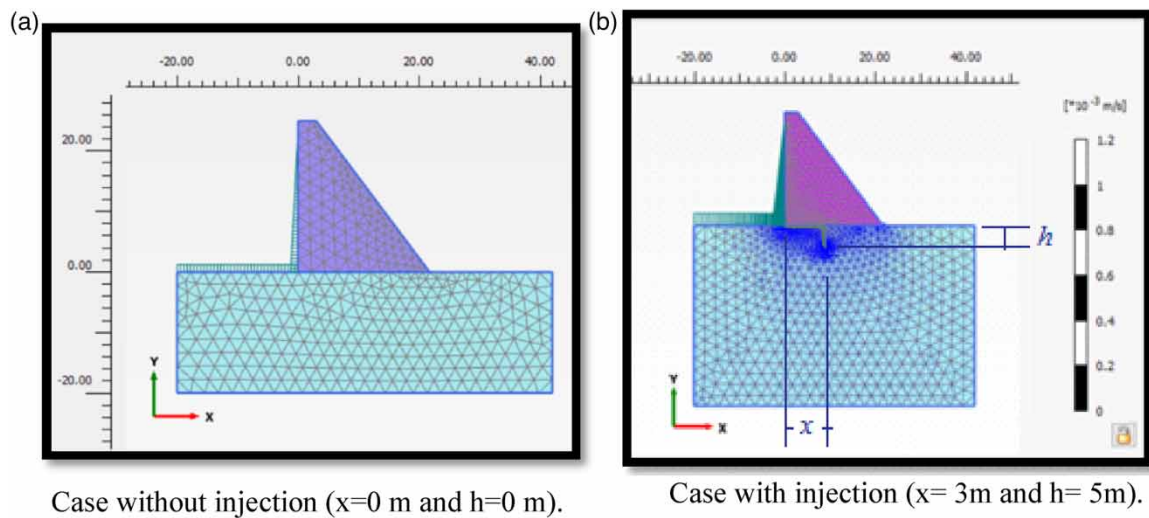 (a)
-20.00 0.00 20.00 40.00
20.00
0.00
-20.00
Y
X
Case without injection (x=0 m and h=0 m).
(b)
-20.00 0.00 20.00 40.00
[*10⁻³ m/s]
1.2
1
0.8
0.6
0.4
0.2
0
h
x
Y
X
Case with injection (x= 3m and h= 5m).